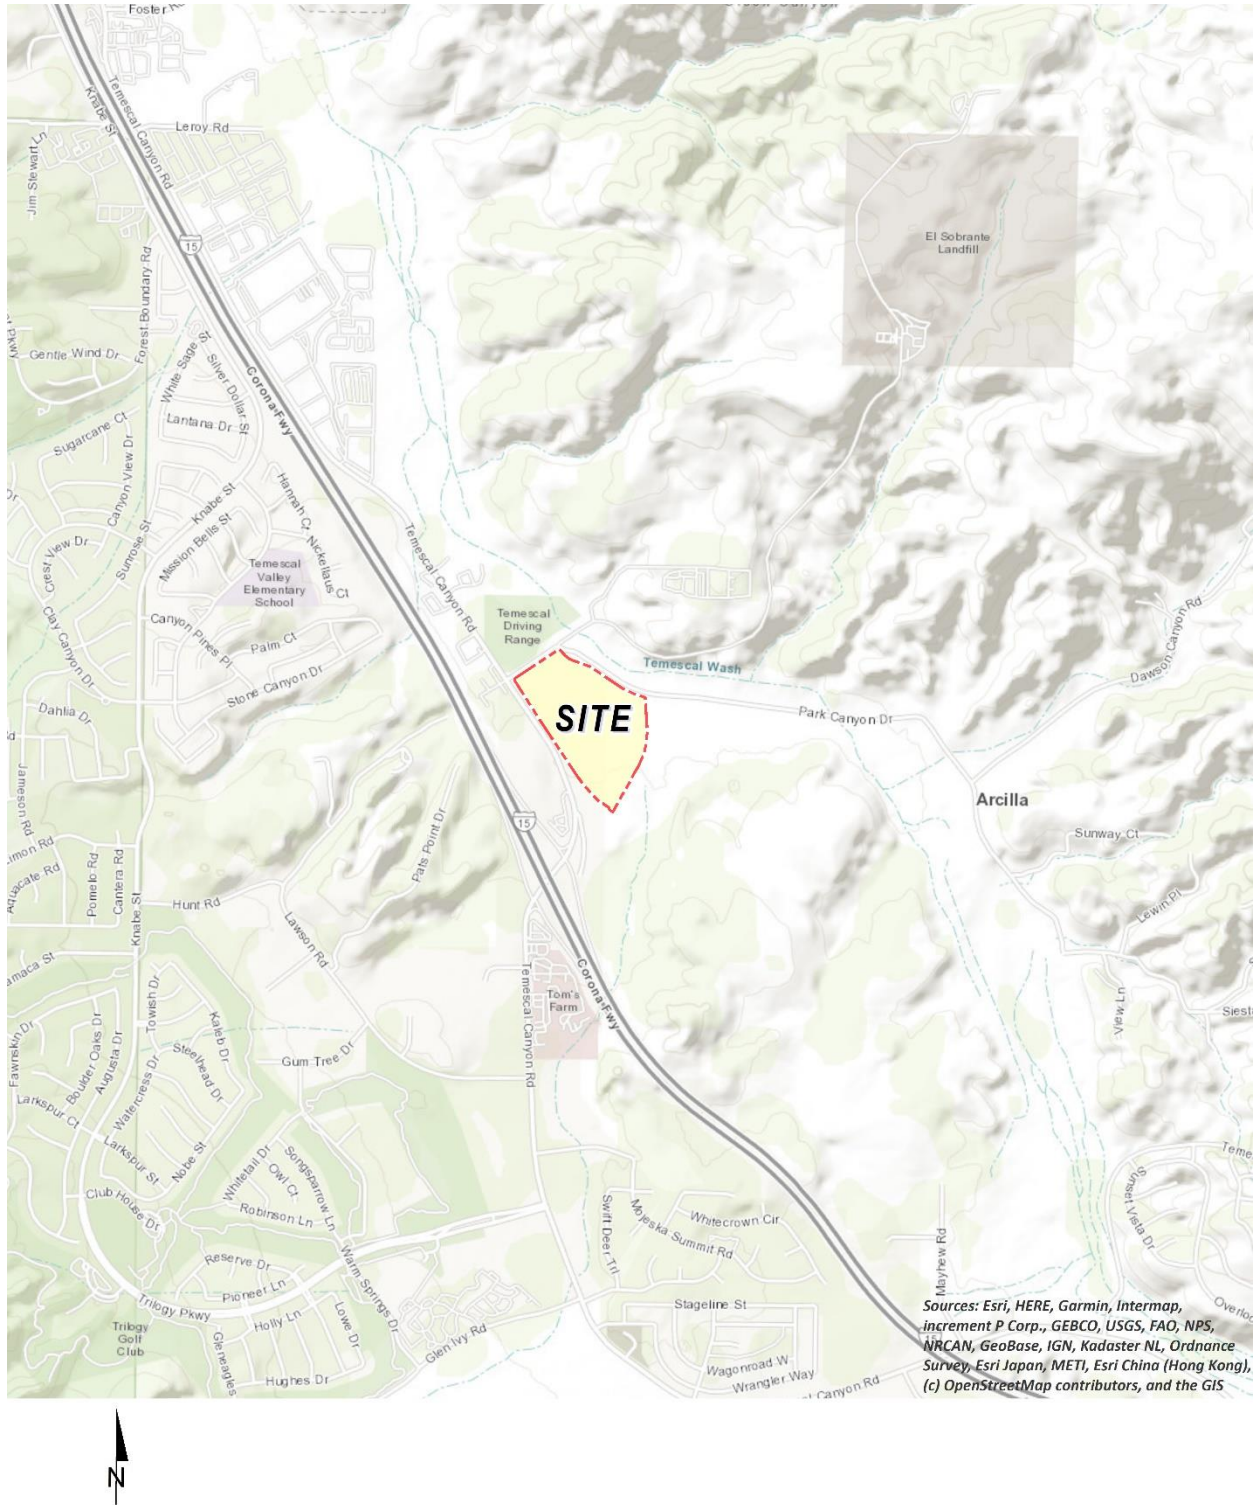 Foster
Temescal Canyon Rd
Knabe St
Leroy Rd
Jim Stewart Ln
15
El Sobrante
Landfill
Forest Boundary Rd
Gentle Wind Dr
White Sage St
Silver Dollar St
Corona Fwy
Lantana Dr
Sugarcane Ct
Canyon View Dr
Hannah Ct
Nickellaus Ct
Knabe St
Mission Bells St
Crest View Dr
Sunrose St
Temescal Canyon Rd
Temescal
Valley
Elementary
School
Temescal
Driving
Range
Clay Canyon Dr
Canyon Pines Pl
Palm Ct
Stone Canyon Dr
Dawson Canyon Rd
Temescal Wash
Dahlia Dr
SITE
Park Canyon Dr
Jameson Rd
Arcilla
15
Pats Point Dr
Sunway Ct
Pomelo Rd
Cantera Rd
Aquacate Rd
Knabe St
Hunt Rd
Lewin Pl
Lawson Rd
Towish Dr
Kaleb Dr
Temescal Canyon Rd
Tom's
Farm
Corona Fwy
View Ln
Fawnskin Dr
Boulder Oaks Dr
Augusta Dr
Steelhead Dr
Watercress Dr
Gum Tree Dr
Larkspur Ct
Larkspur St
Nobe St
Whitetail Dr
Owl Ct
Songsparrow Ln
Club House Dr
Robinson Ln
Swift Deer Trl
Mojeska Summit Rd
Whitecrown Cir
Sunset Vista Dr
Mayhew Rd
Reserve Dr
Pioneer Ln
Warm Springs Dr
Trilogy Pkwy
Holly Ln
Lowe Dr
Stageline St
Trilogy
Golf
Club
Gleneagles
Glen Ivy Rd
Hughes Dr
Wagonroad W
Wrangler Way
Canyon Rd
15
Sources: Esri, HERE, Garmin, Intermap,
increment P Corp., GEBCO, USGS, FAO, NPS,
NRCAN, GeoBase, IGN, Kadaster NL, Ordnance
Survey, Esri Japan, METI, Esri China (Hong Kong),
(c) OpenStreetMap contributors, and the GIS
N